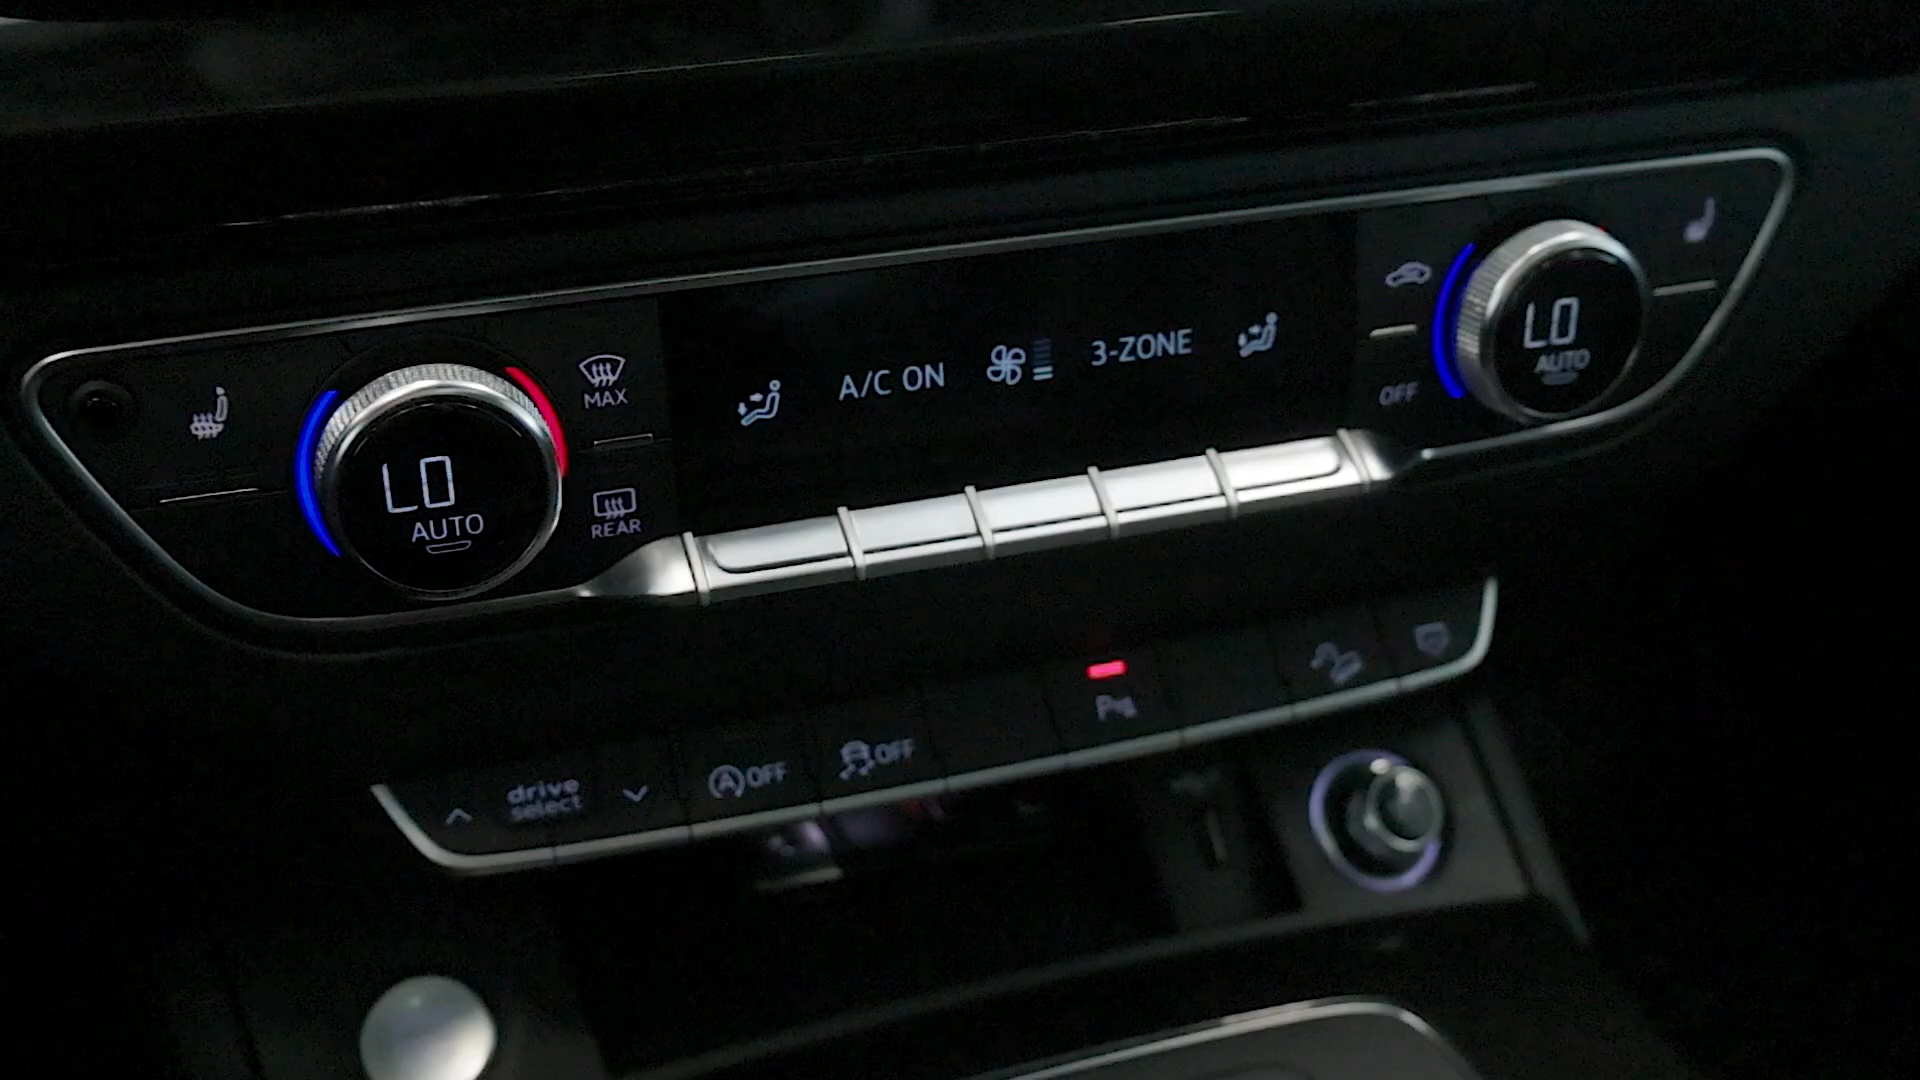 MAX
LO
AUTO
REAR
A/C ON
3-ZONE
OFF
LO
AUTO
drive
select
A OFF
OFF
P